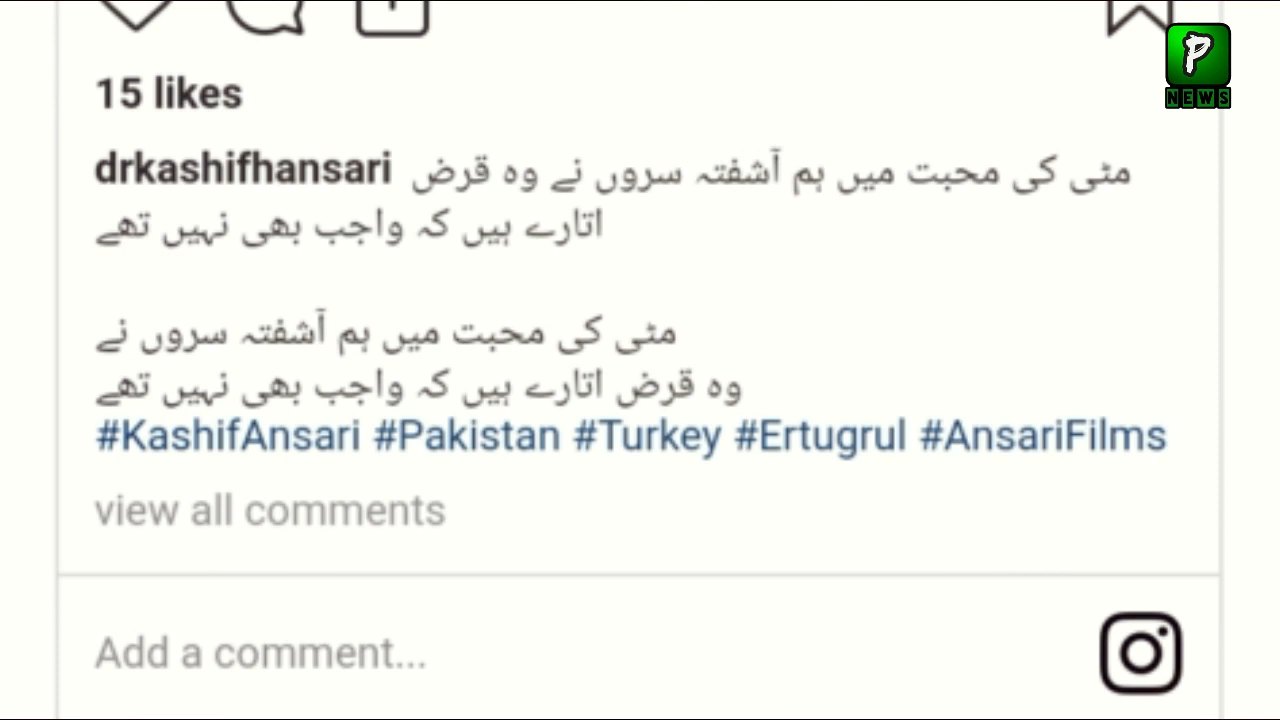 P
NEWS
15 likes
drkashifhansari مٹی کی محبت میں ہم آشفتہ سروں نے وہ قرض
اتارے ہیں کہ واجب بھی نہیں تھے
مٹی کی محبت میں ہم آشفتہ سروں نے
وہ قرض اتارے ہیں کہ واجب بھی نہیں تھے
#KashifAnsari #Pakistan #Turkey #Ertugrul #AnsariFilms
view all comments
Add a comment...